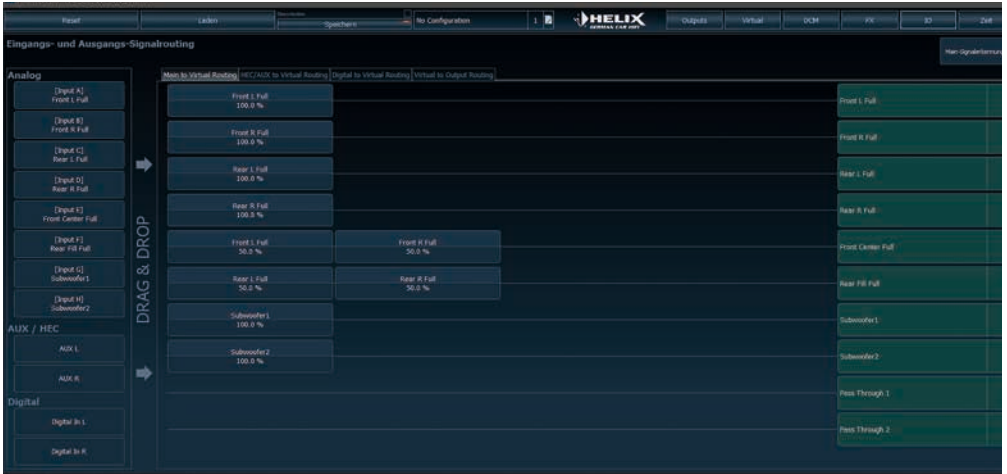 Reset
Laden
Speichern
No Configuration
1
HELIX
GERMAN CAR HIFI
Outputs
Virtual
DCM
FX
IO
Zeit
Eingangs- und Ausgangs-Signalrouting
Analog
Main to Virtual Routing
HEC/AUX to Virtual Routing
Digital to Virtual Routing
Virtual to Output Routing
[Input A]
Front L Full
[Input B]
Front R Full
[Input C]
Rear L Full
[Input D]
Rear R Full
[Input E]
Front Center Full
[Input F]
Rear Fill Full
[Input G]
Subwoofer1
[Input H]
Subwoofer2
AUX / HEC
AUX L
AUX R
Digital
Digital In L
Digital In R
DRAG & DROP
Front L Full
100.0 %
Front R Full
100.0 %
Rear L Full
100.0 %
Rear R Full
100.0 %
Front L Full
50.0 %
Front R Full
50.0 %
Rear L Full
50.0 %
Rear R Full
50.0 %
Subwoofer1
100.0 %
Subwoofer2
100.0 %
Front L Full
Front R Full
Rear L Full
Rear R Full
Front Center Full
Rear Fill Full
Subwoofer1
Subwoofer2
Pass Through 1
Pass Through 2